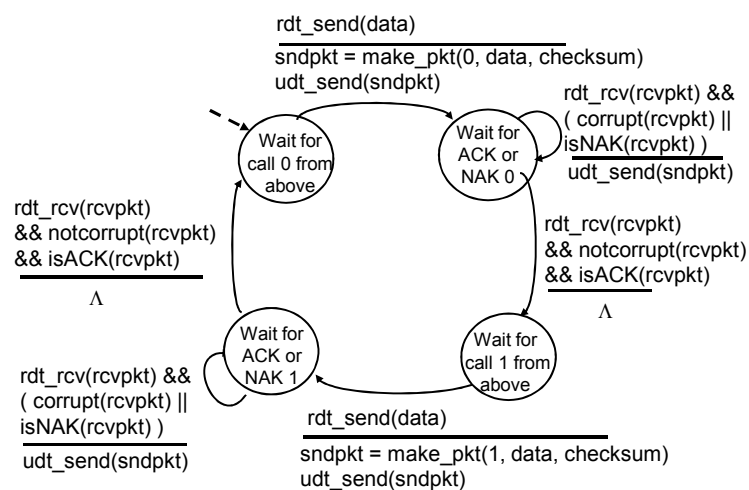 rdt_send(data)
sndpkt = make_pkt(0, data, checksum)
udt_send(sndpkt)
Wait for
call 0 from
above
Wait for
ACK or
NAK 0
rdt_rcv(rcvpkt) &&
( corrupt(rcvpkt) ||
isNAK(rcvpkt) )
udt_send(sndpkt)
rdt_rcv(rcvpkt)
&& notcorrupt(rcvpkt)
&& isACK(rcvpkt)
Λ
rdt_rcv(rcvpkt)
&& notcorrupt(rcvpkt)
&& isACK(rcvpkt)
Λ
Wait for
ACK or
NAK 1
Wait for
call 1 from
above
rdt_rcv(rcvpkt) &&
( corrupt(rcvpkt) ||
isNAK(rcvpkt) )
udt_send(sndpkt)
rdt_send(data)
sndpkt = make_pkt(1, data, checksum)
udt_send(sndpkt)